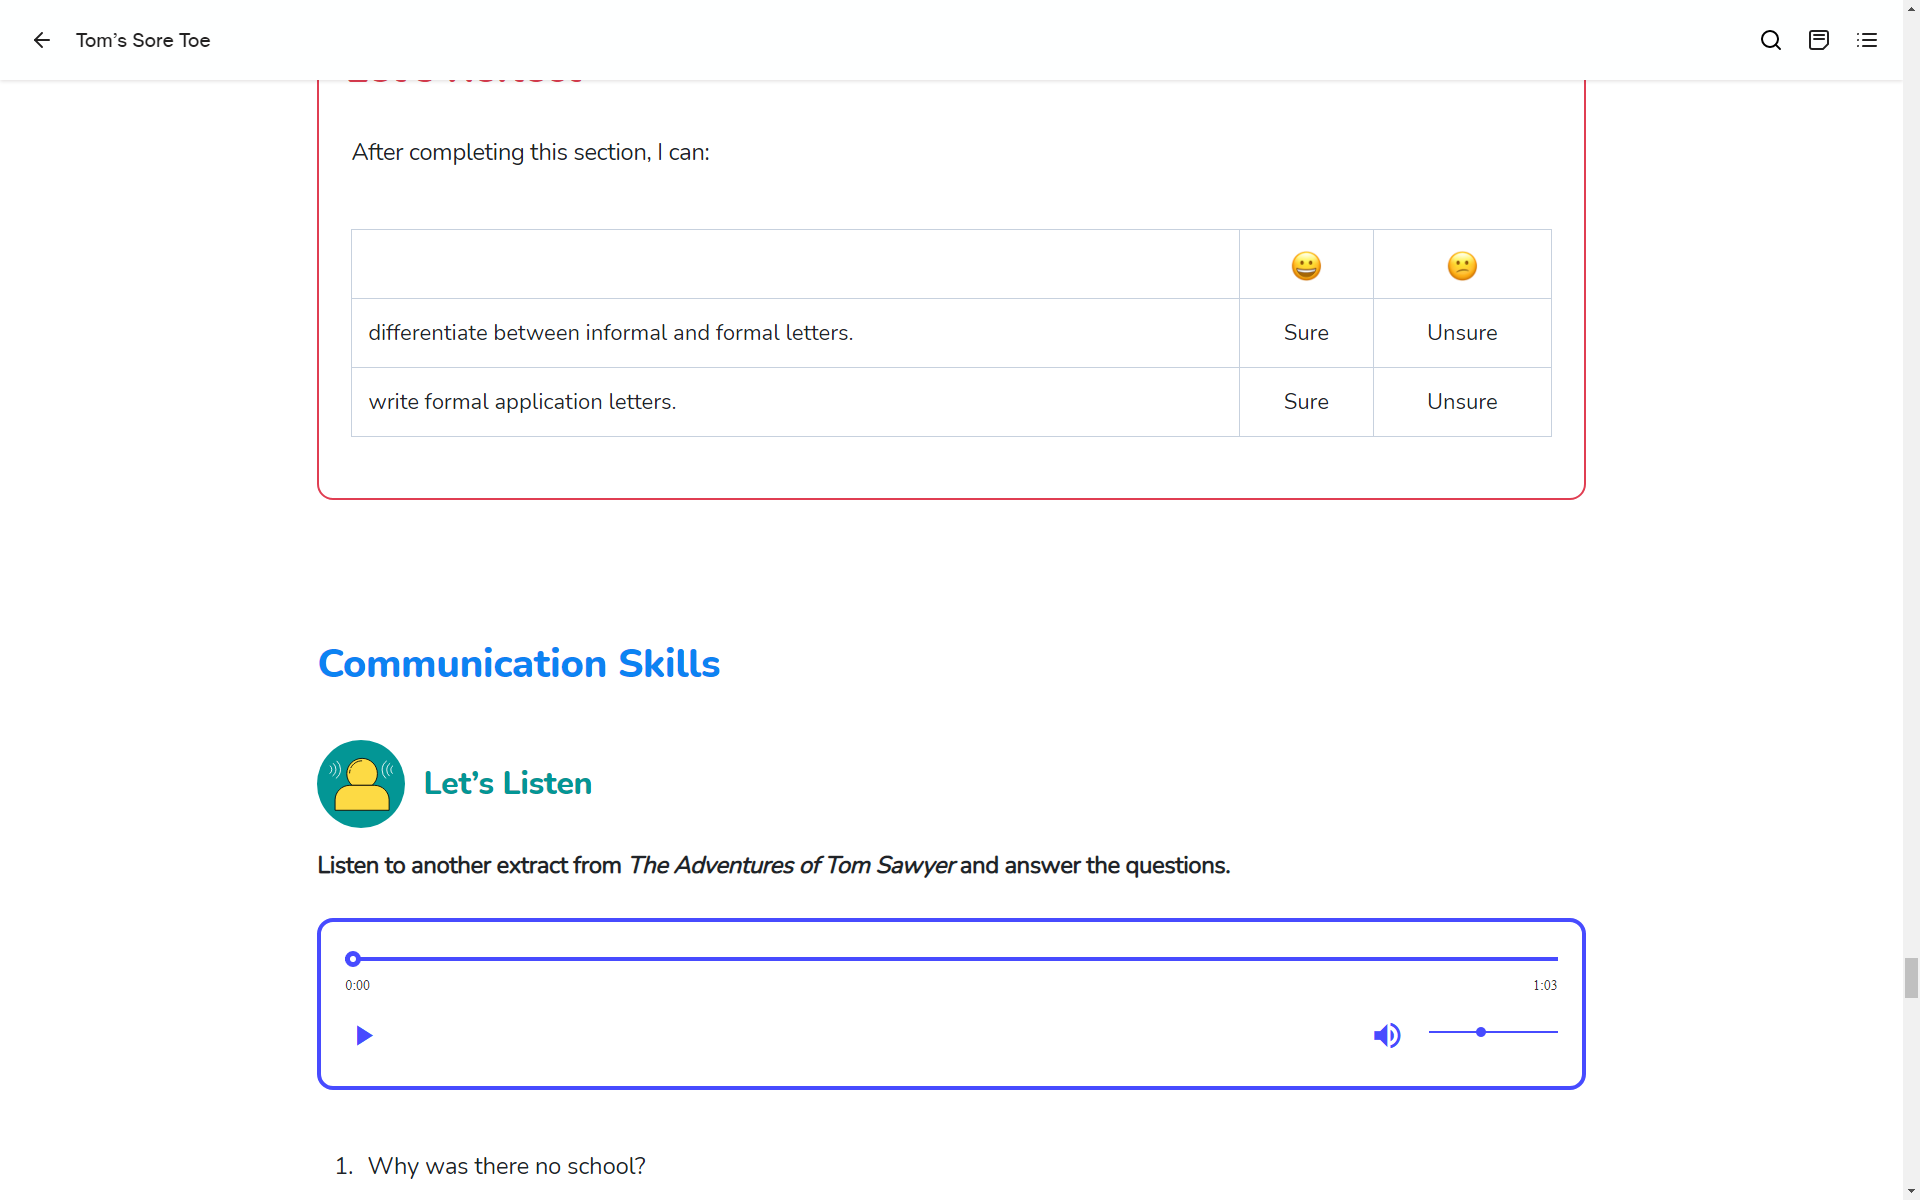 Tom’s Sore Toe
After completing this section, I can:
differentiate between informal and formal letters. Sure Unsure
write formal application letters. Sure Unsure
Communication Skills
Let’s Listen
Listen to another extract from The Adventures of Tom Sawyer and answer the questions.
0:00 1:03
1. Why was there no school?